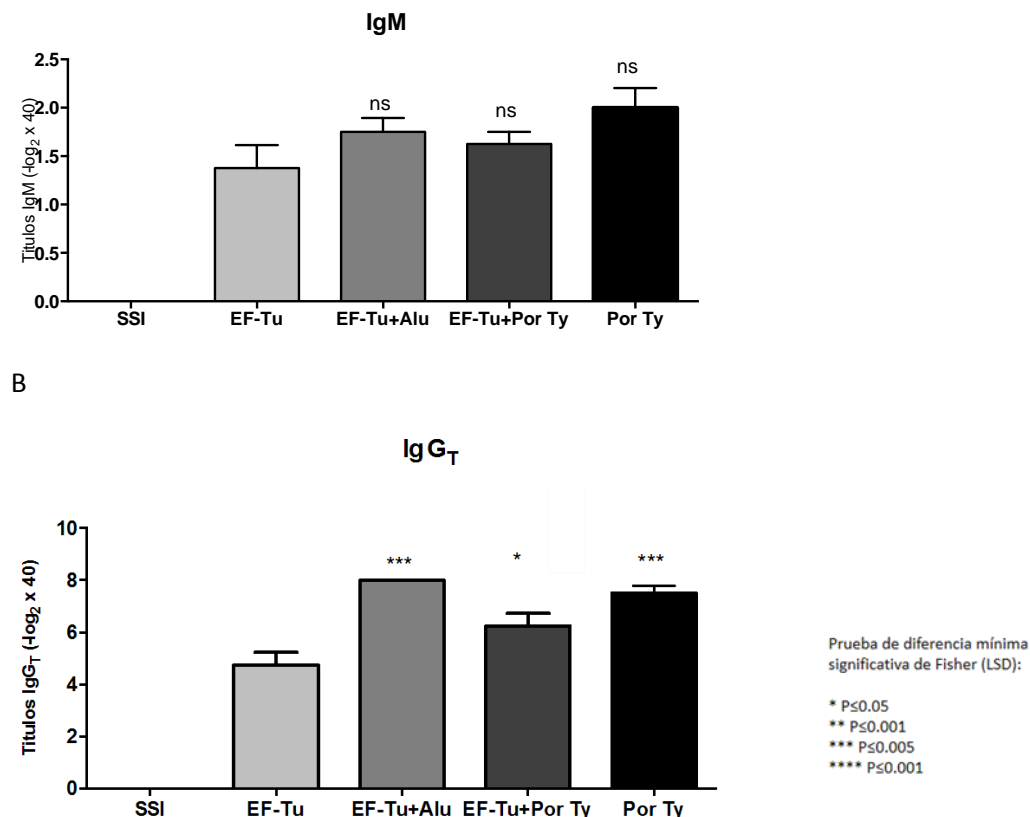 IgM
Titulos IgM (-log2 x 40)
2.5
2.0
1.5
1.0
0.5
0.0
ns
ns
ns
SSI EF-Tu EF-Tu+Alu EF-Tu+Por Ty Por Ty
B
Ig GT
Titulos IgGT (-log2 x 40)
10
8
6
4
2
0
***
*
***
SSI EF-Tu EF-Tu+Alu EF-Tu+Por Ty Por Ty
Prueba de diferencia mínima
significativa de Fisher (LSD):
* P≤0.05
** P≤0.001
*** P≤0.005
**** P≤0.001